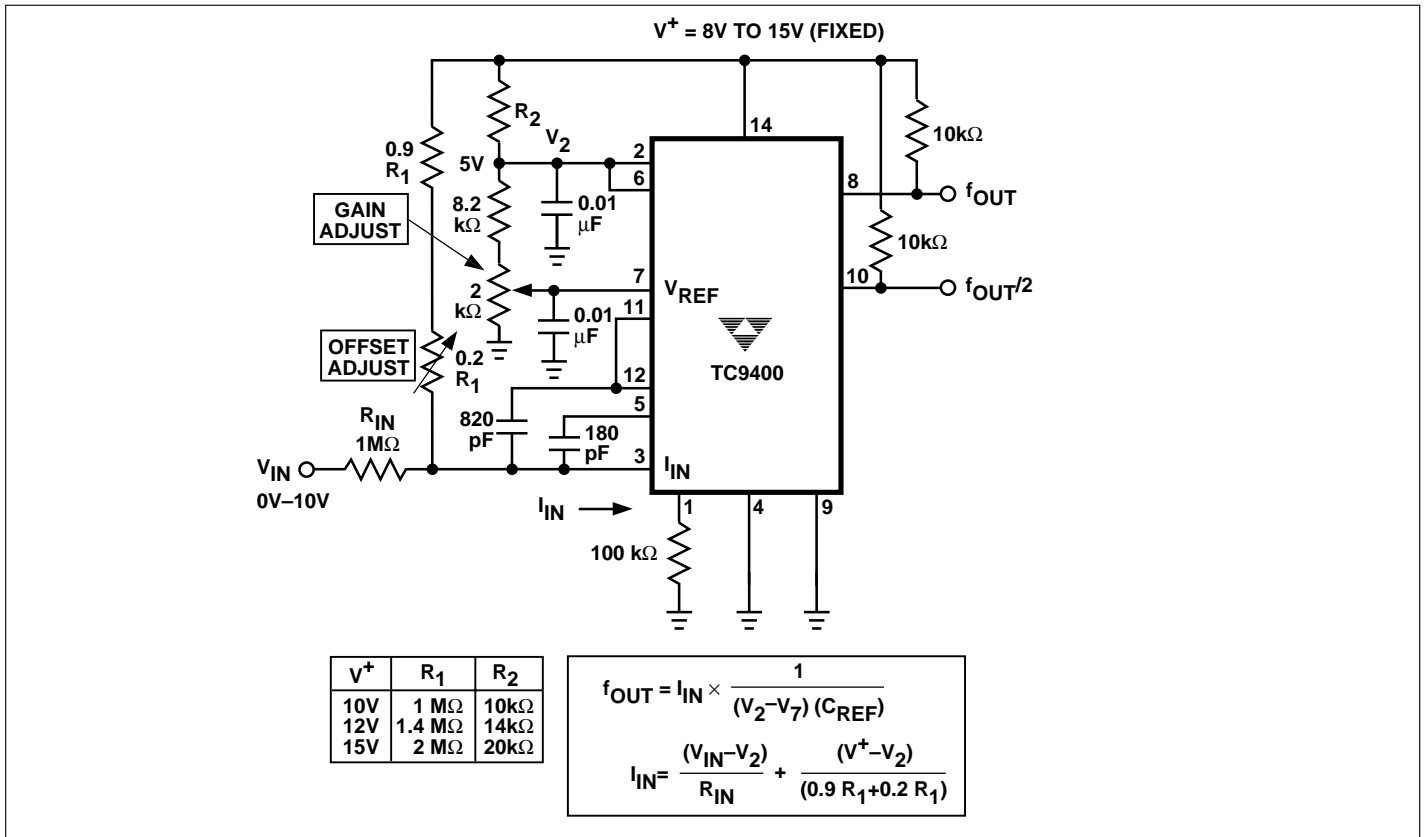 V+ = 8V TO 15V (FIXED)
R2
0.9
R1
V2
5V
8.2
kΩ
0.01
µF
GAIN
ADJUST
2
kΩ
0.01
µF
OFFSET
ADJUST
0.2
R1
RIN
1MΩ
820
pF
180
pF
VIN
0V–10V
IIN
14
2
6
7
VREF
11
12
5
3
IIN
TC9400
8
10kΩ
fOUT
10kΩ
10
fOUT/2
1
4
9
100 kΩ
V+ R1 R2
10V 1 MΩ 10kΩ
12V 1.4 MΩ 14kΩ
15V 2 MΩ 20kΩ
fOUT = IIN × 1 / (V2–V7) (CREF)
IIN= (VIN–V2) / RIN + (V+–V2) / (0.9 R1+0.2 R1)